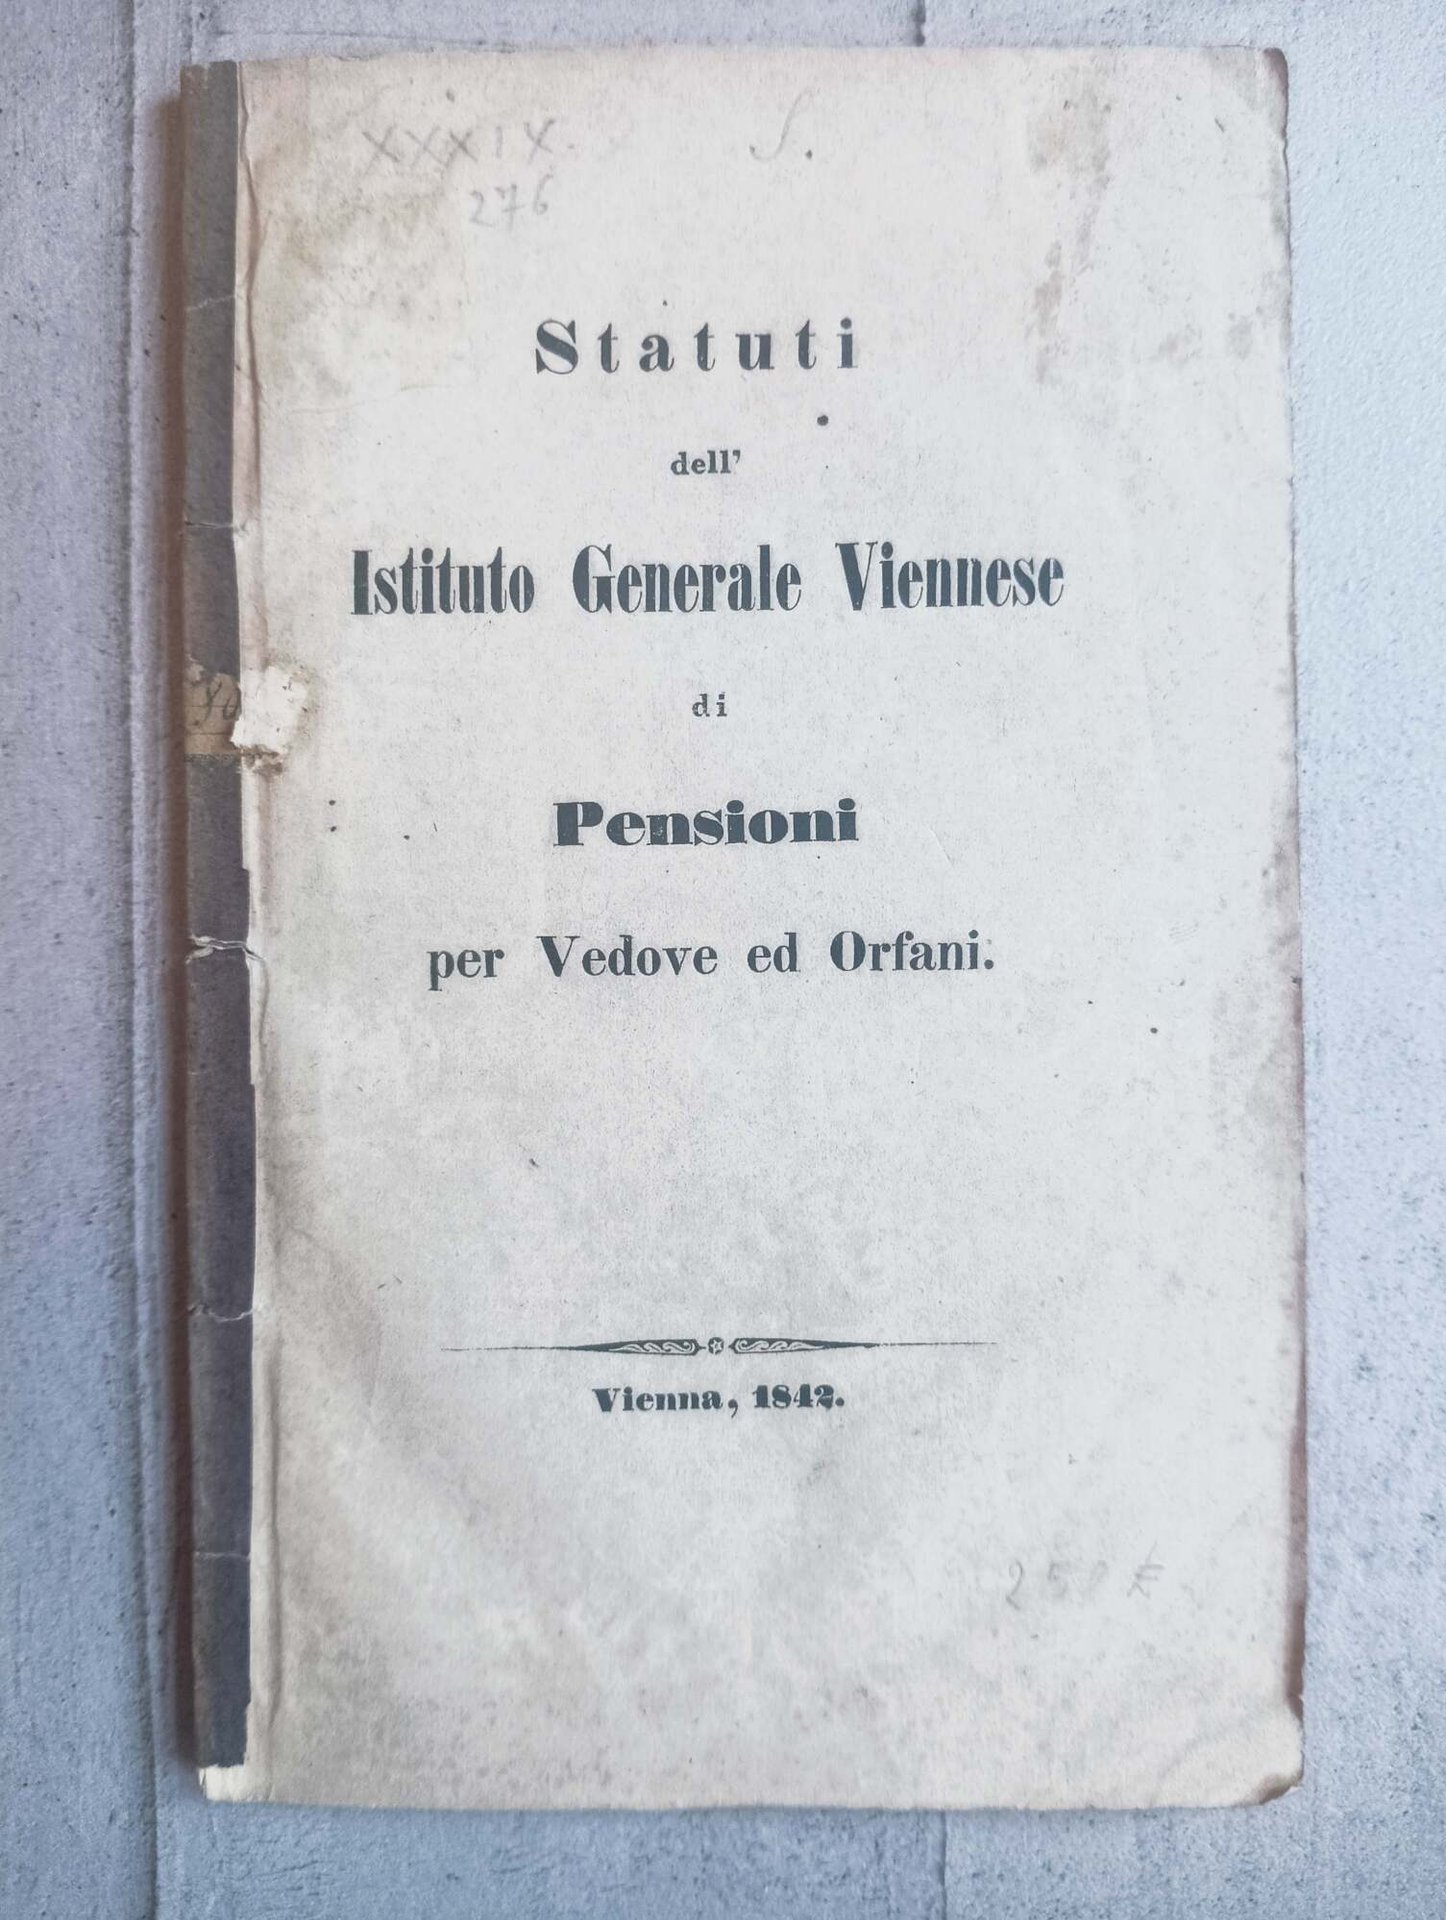 XXXIX. S.
276
Statuti
dell'
Istituto Generale Viennese
di
Pensioni
per Vedove ed Orfani.
Vienna, 1842.